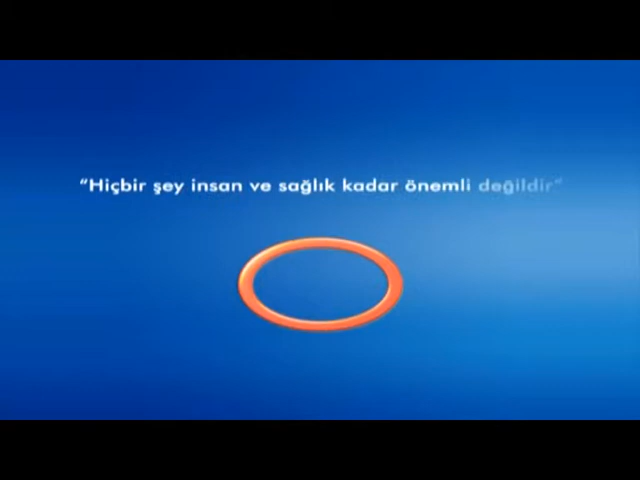 “Hiçbir şey insan ve sağlık kadar önemli değildir”